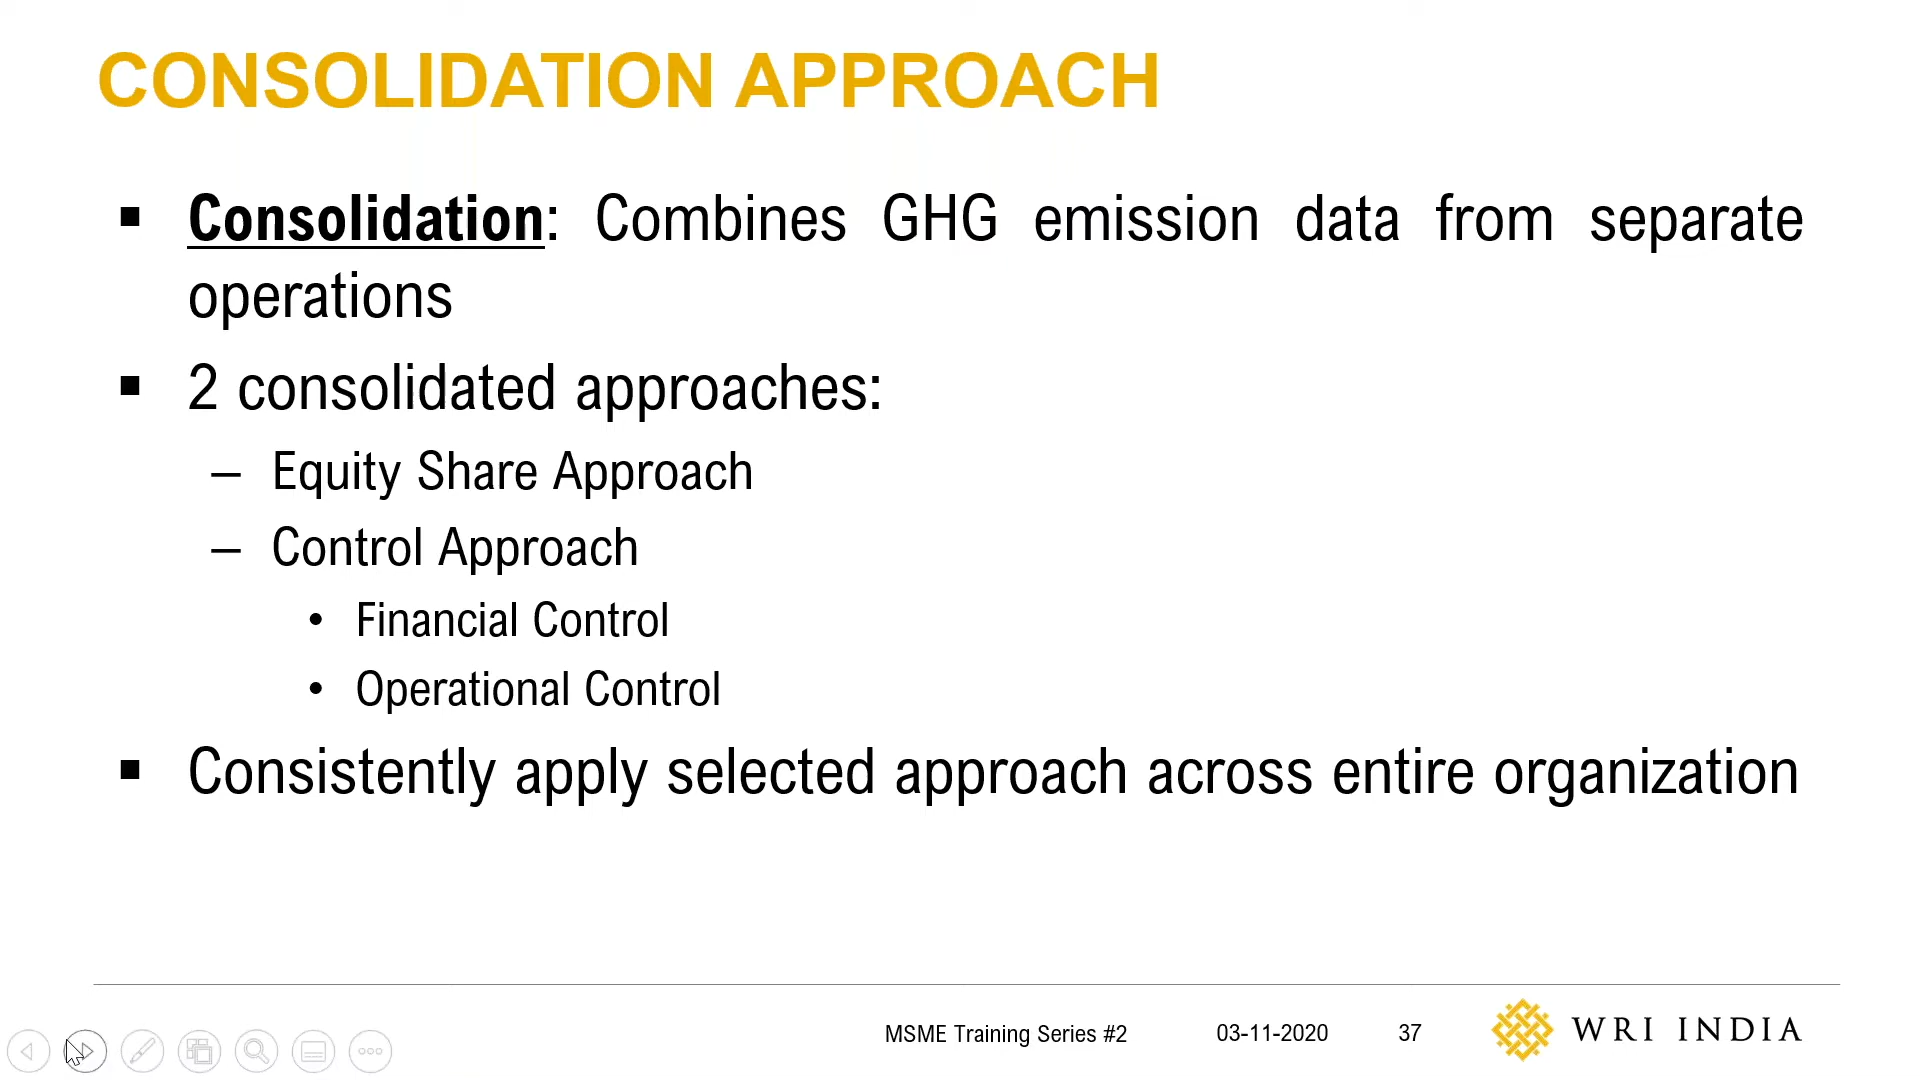 CONSOLIDATION APPROACH
▪ Consolidation: Combines GHG emission data from separate
operations
▪ 2 consolidated approaches:
– Equity Share Approach
– Control Approach
• Financial Control
• Operational Control
▪ Consistently apply selected approach across entire organization
MSME Training Series #2 03-11-2020 37 WRI INDIA